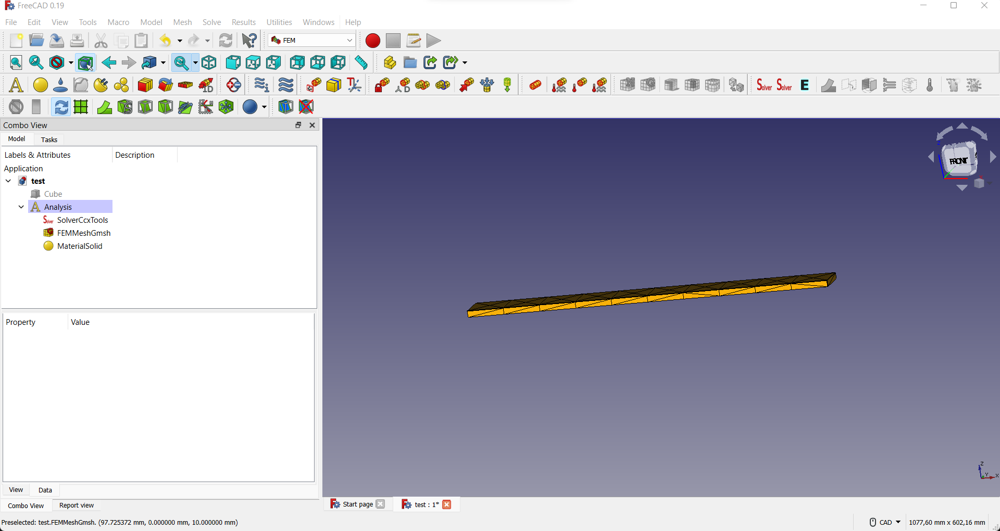 FreeCAD 0.19
File Edit View Tools Macro Model Mesh Solve Results Utilities Windows Help
FEM
A 1D D N G Solver Solver E
S
Combo View
Model Tasks
Labels & Attributes Description
Application
test
Cube
A Analysis
Solver SolverCcxTools
FEMMeshGmsh
MaterialSolid
Property Value
View Data
Combo View Report view
Z
FRONT
Z
Y X
Start page test : 1*
Preselected: test.FEMMeshGmsh. (97.725372 mm, 0.000000 mm, 10.000000 mm)
CAD 1077,60 mm x 602,16 mm